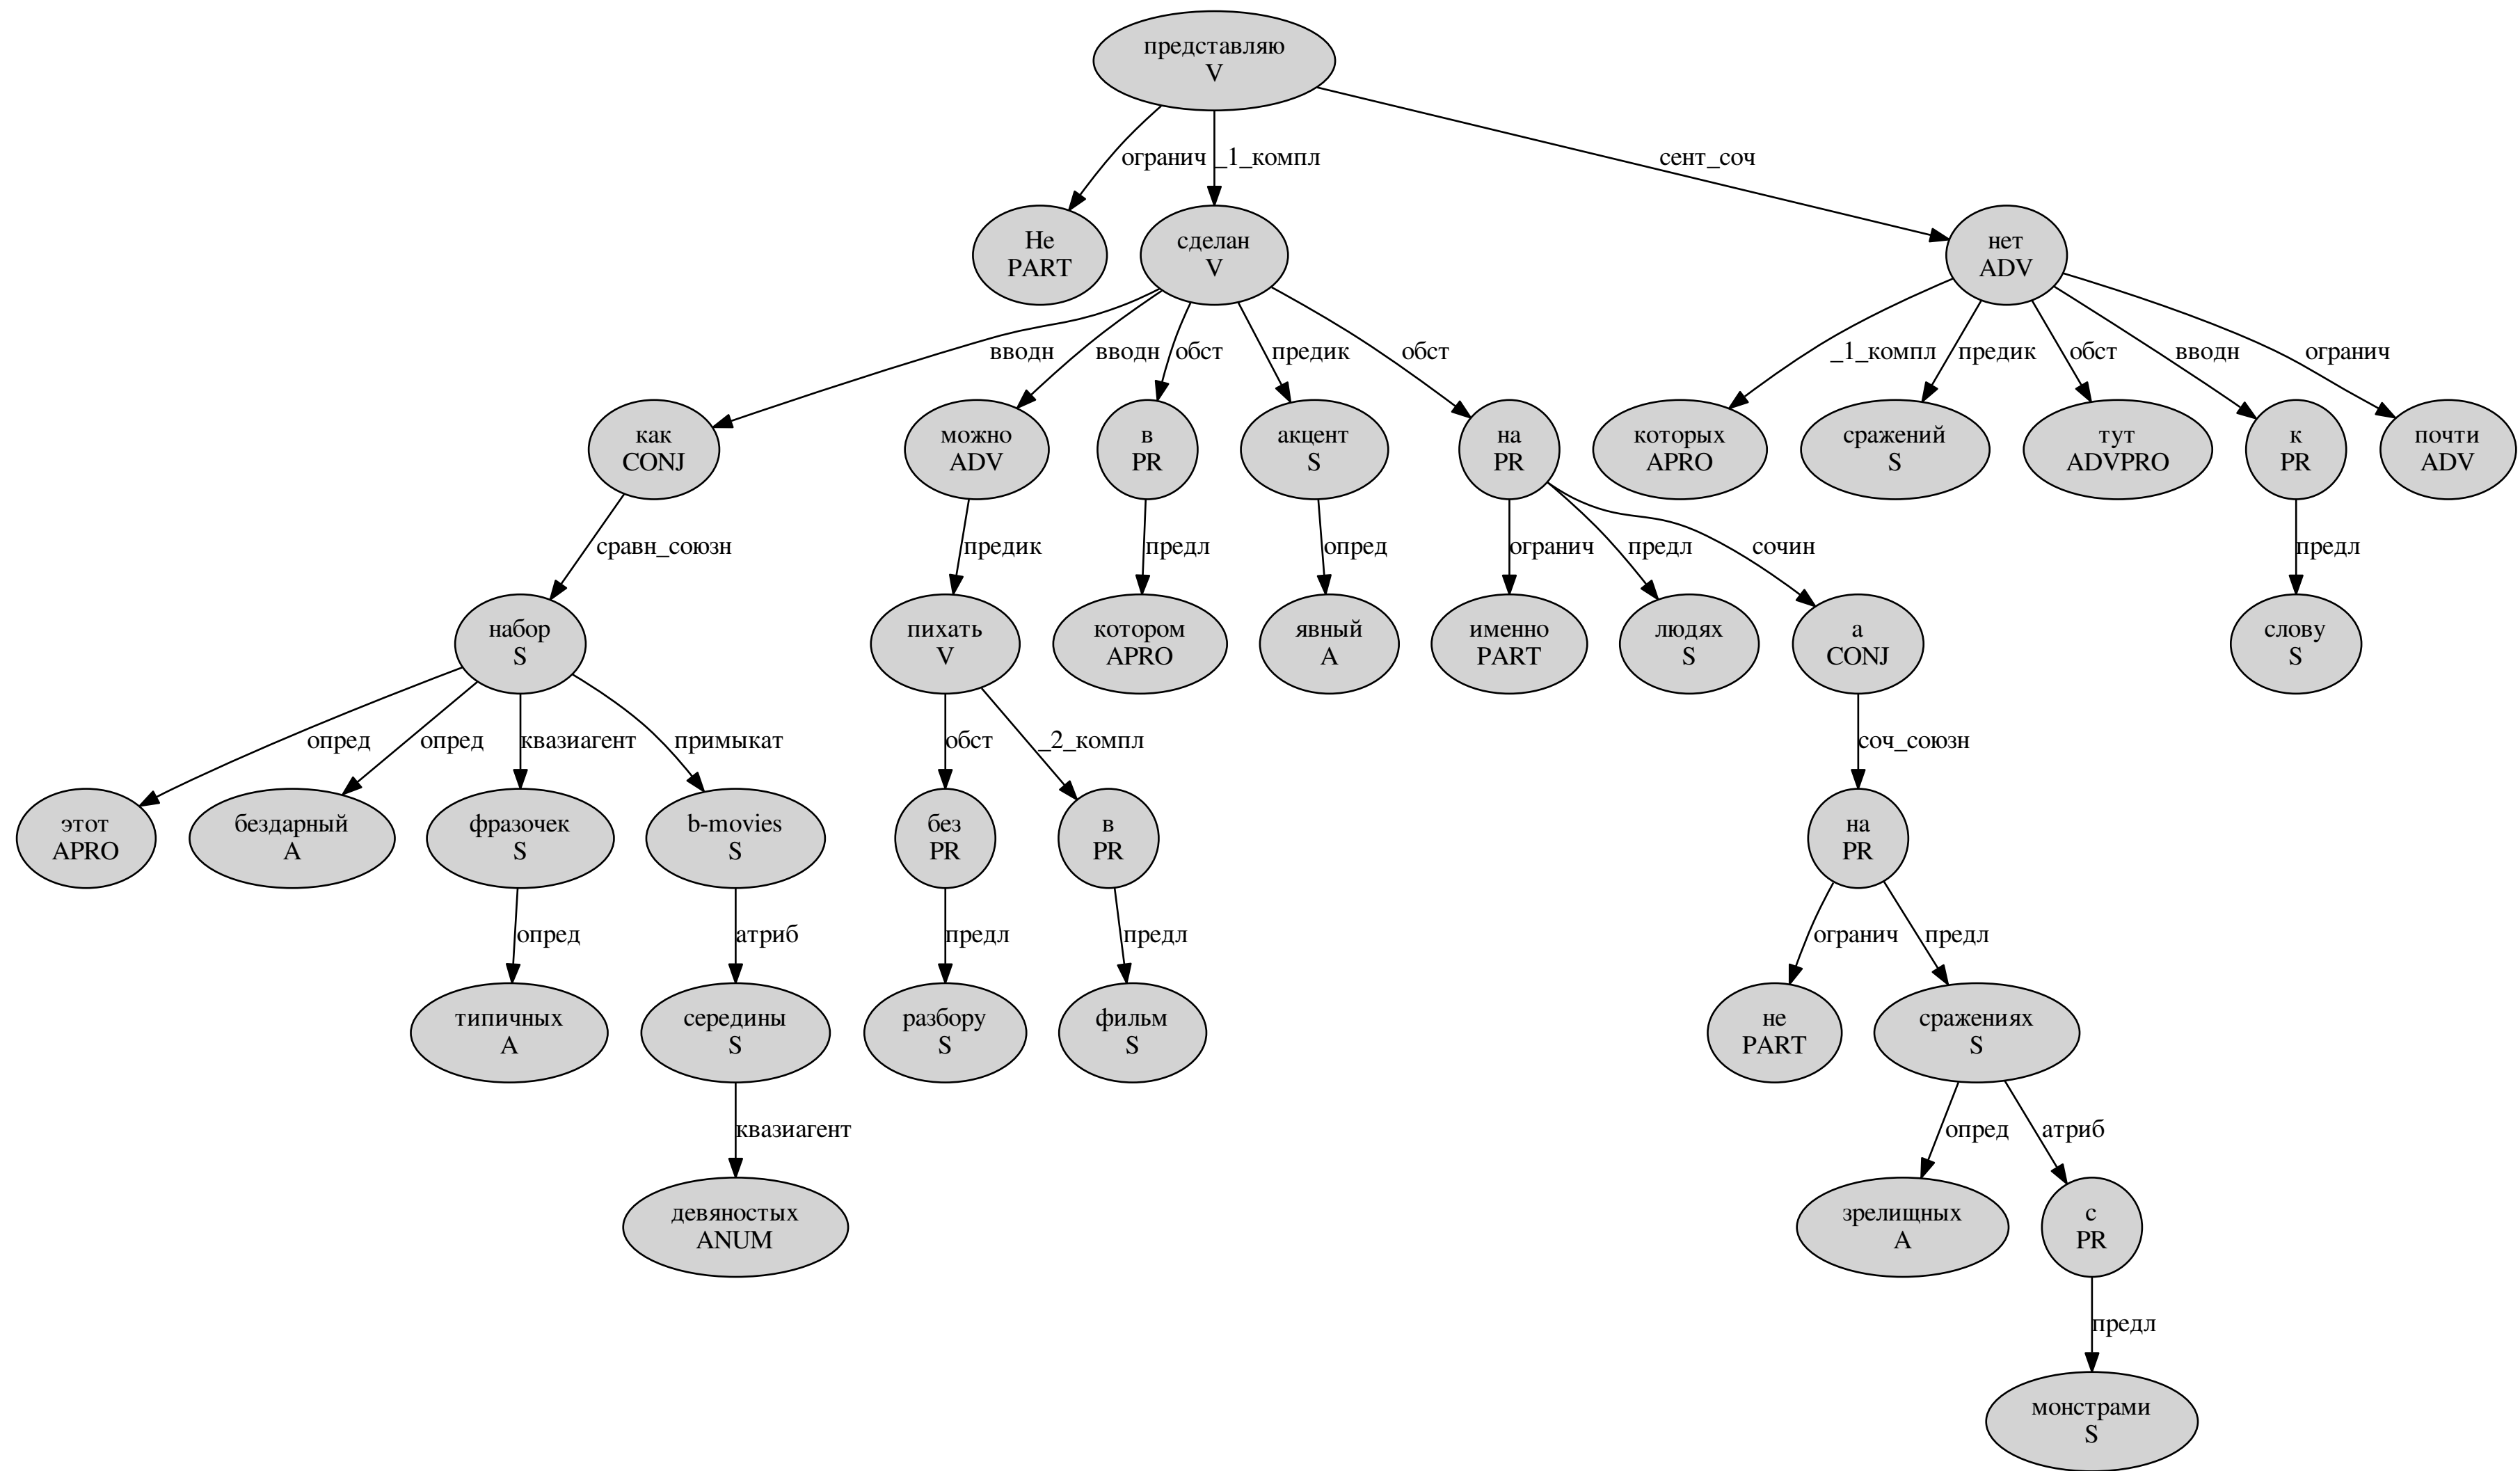 представляю
V
огранич
_1_компл
сент_соч
Не
PART
сделан
V
нет
ADV
вводн
вводн
обст
предик
обст
_1_компл
предик
обст
вводн
огранич
как
CONJ
можно
ADV
в
PR
акцент
S
на
PR
которых
APRO
сражений
S
тут
ADVPRO
к
PR
почти
ADV
сравн_союзн
предик
предл
опред
огранич
предл
сочин
предл
набор
S
пихать
V
котором
APRO
явный
A
именно
PART
людях
S
а
CONJ
слову
S
опред
опред
квазиагент
примыкат
обст
_2_компл
соч_союзн
этот
APRO
бездарный
A
фразочек
S
b-movies
S
без
PR
в
PR
на
PR
опред
атриб
предл
предл
огранич
предл
типичных
A
середины
S
разбору
S
фильм
S
не
PART
сражениях
S
квазиагент
опред
атриб
девяностых
ANUM
зрелищных
A
с
PR
предл
монстрами
S